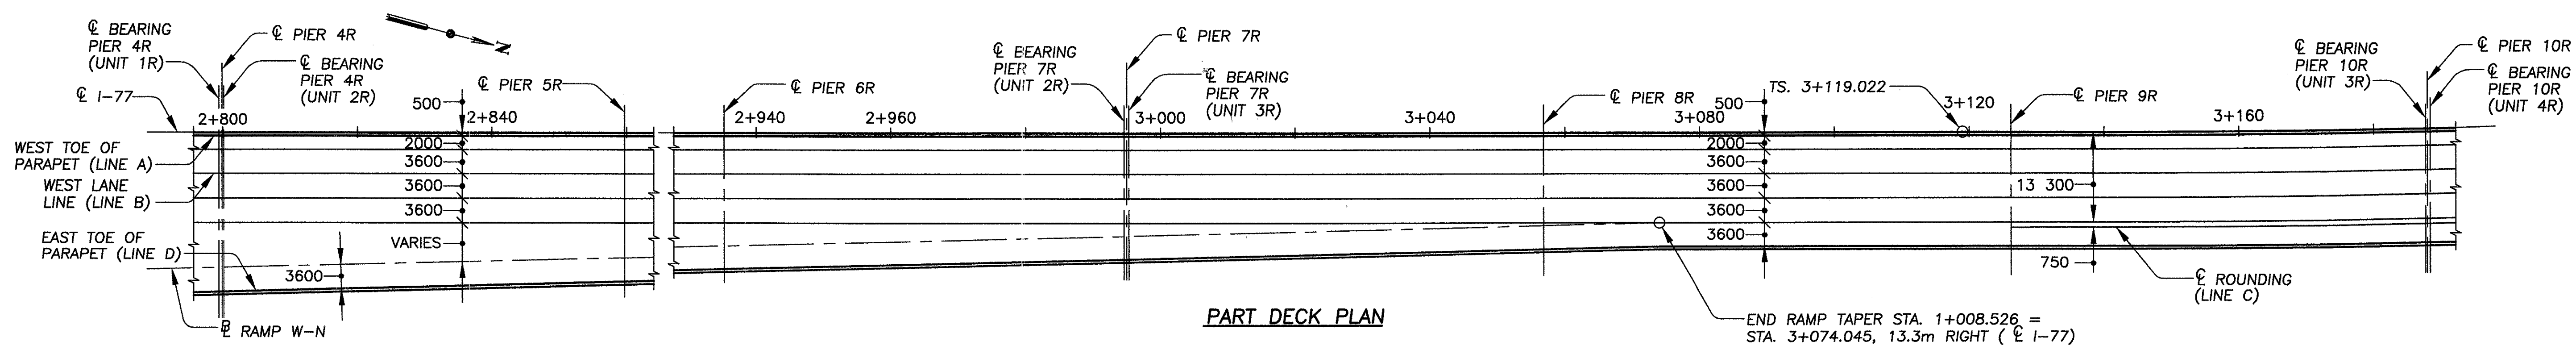 ℄ BEARING
PIER 4R
(UNIT 1R)
℄ PIER 4R
℄ BEARING
PIER 4R
(UNIT 2R)
N
℄ I-77
2+800
500
2+840
℄ PIER 5R
℄ PIER 6R
2+940
2+960
℄ BEARING
PIER 7R
(UNIT 2R)
℄ PIER 7R
℄ BEARING
PIER 7R
(UNIT 3R)
3+000
3+040
℄ PIER 8R
3+080
500
TS. 3+119.022
3+120
℄ PIER 9R
3+160
℄ BEARING
PIER 10R
(UNIT 3R)
℄ PIER 10R
℄ BEARING
PIER 10R
(UNIT 4R)
WEST TOE OF
PARAPET (LINE A)
WEST LANE
LINE (LINE B)
EAST TOE OF
PARAPET (LINE D)
2000
3600
3600
3600
VARIES
3600
℄ RAMP W-N
2000
3600
3600
3600
3600
13 300
750
℄ ROUNDING
(LINE C)
END RAMP TAPER STA. 1+008.526 =
STA. 3+074.045, 13.3m RIGHT ( ℄ I-77)
PART DECK PLAN